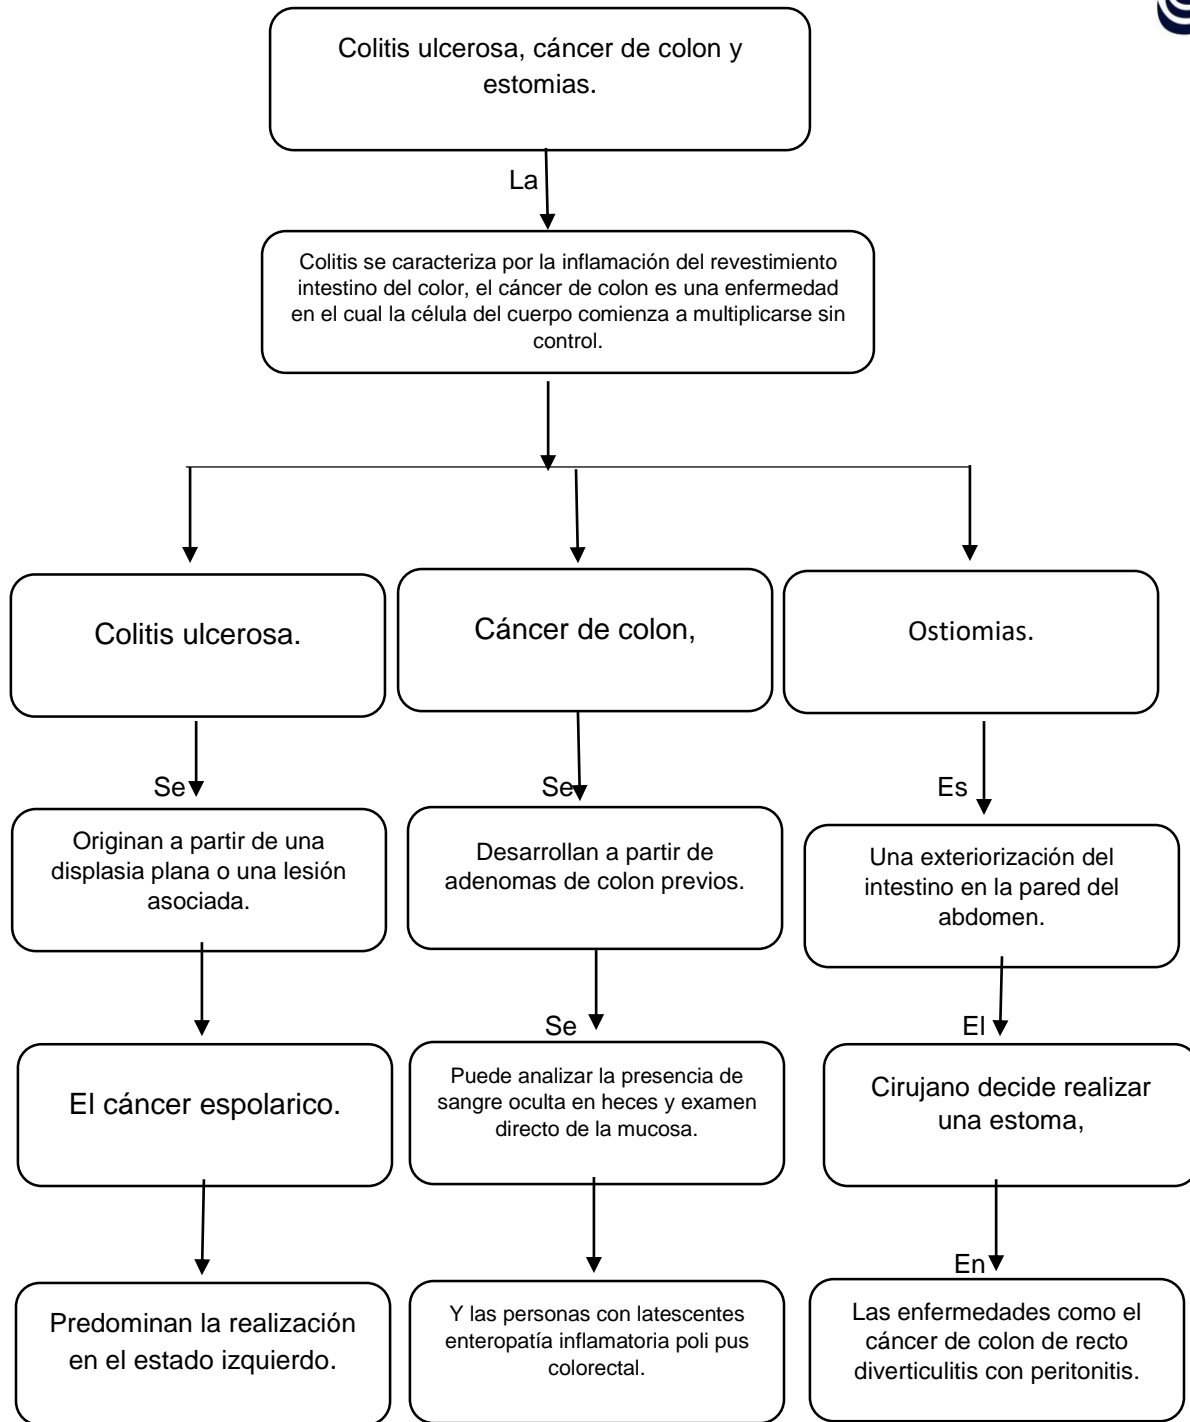 Colitis ulcerosa, cáncer de colon y
estomias.
La
Colitis se caracteriza por la inflamación del revestimiento
intestino del color, el cáncer de colon es una enfermedad
en el cual la célula del cuerpo comienza a multiplicarse sin
control.
Colitis ulcerosa.
Cáncer de colon,
Ostiomias.
Se
Se
Es
Originan a partir de una
displasia plana o una lesión
asociada.
Desarrollan a partir de
adenomas de colon previos.
Una exteriorización del
intestino en la pared del
abdomen.
Se
El
El cáncer espolarico.
Puede analizar la presencia de
sangre oculta en heces y examen
directo de la mucosa.
Cirujano decide realizar
una estoma,
En
Predominan la realización
en el estado izquierdo.
Y las personas con latescentes
enteropatía inflamatoria poli pus
colorectal.
Las enfermedades como el
cáncer de colon de recto
diverticulitis con peritonitis.